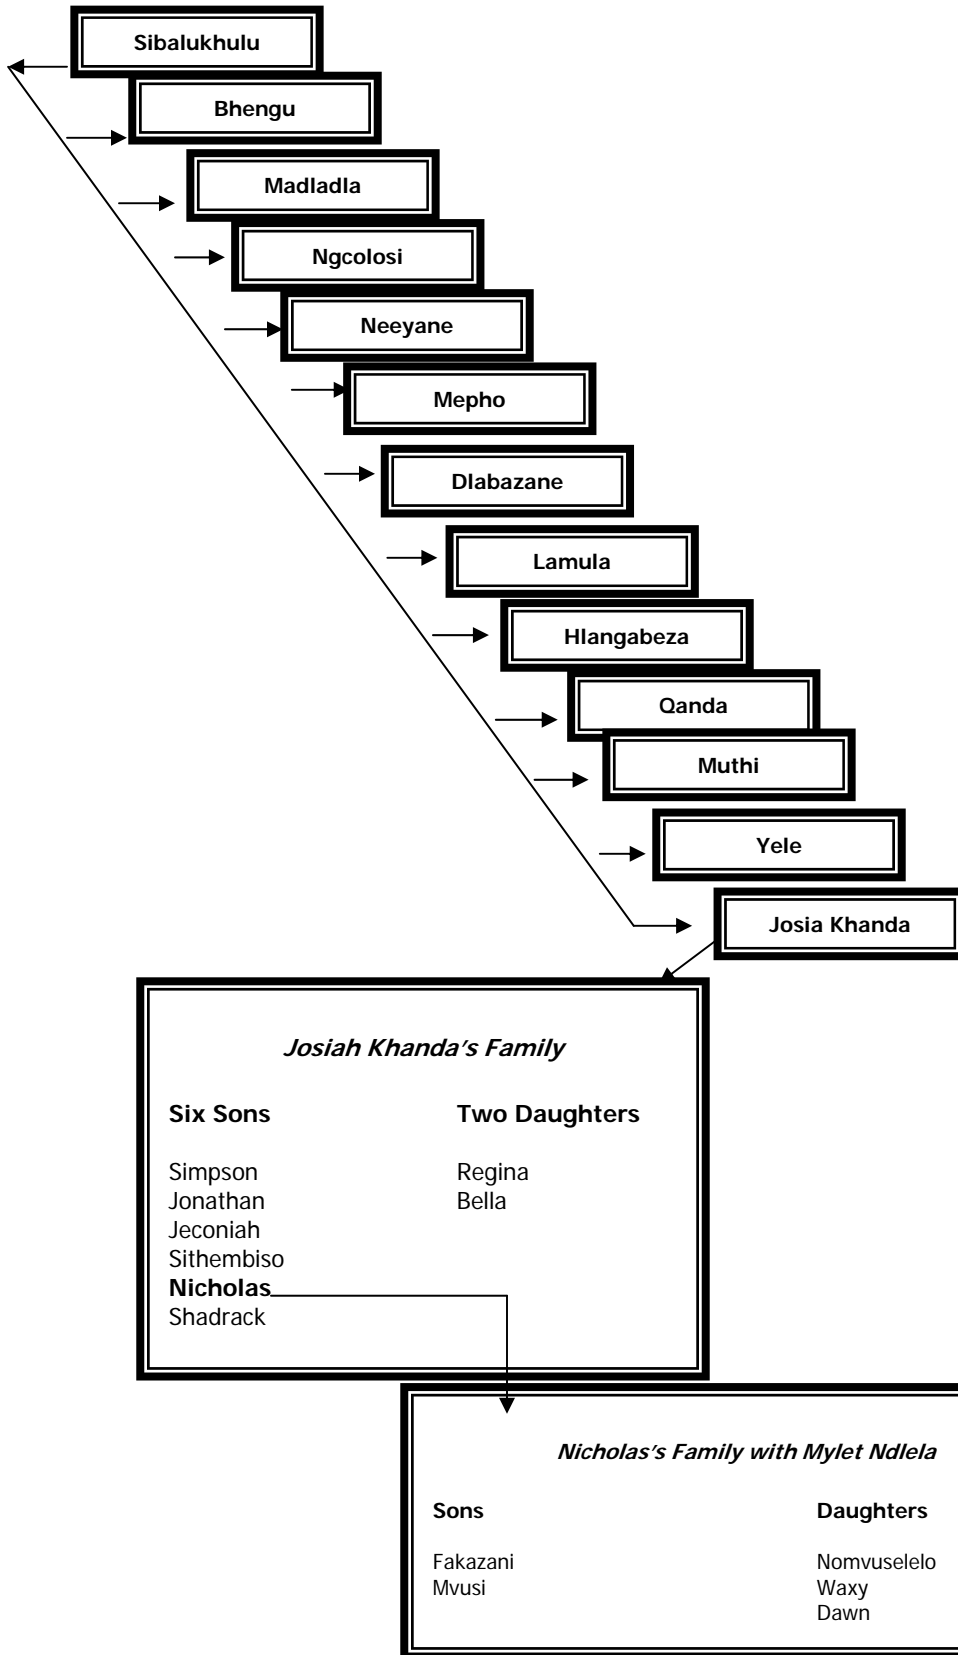 Sibalukhulu
Bhengu
Madladla
Ngcolosi
Neeyane
Mepho
Dlabazane
Lamula
Hlangabeza
Qanda
Muthi
Yele
Josia Khanda
Josiah Khanda’s Family
Six Sons Two Daughters
Simpson Regina
Jonathan Bella
Jeconiah
Sithembiso
Nicholas
Shadrack
Nicholas’s Family with Mylet Ndlela
Sons Daughters
Fakazani Nomvuselelo
Mvusi Waxy
Dawn